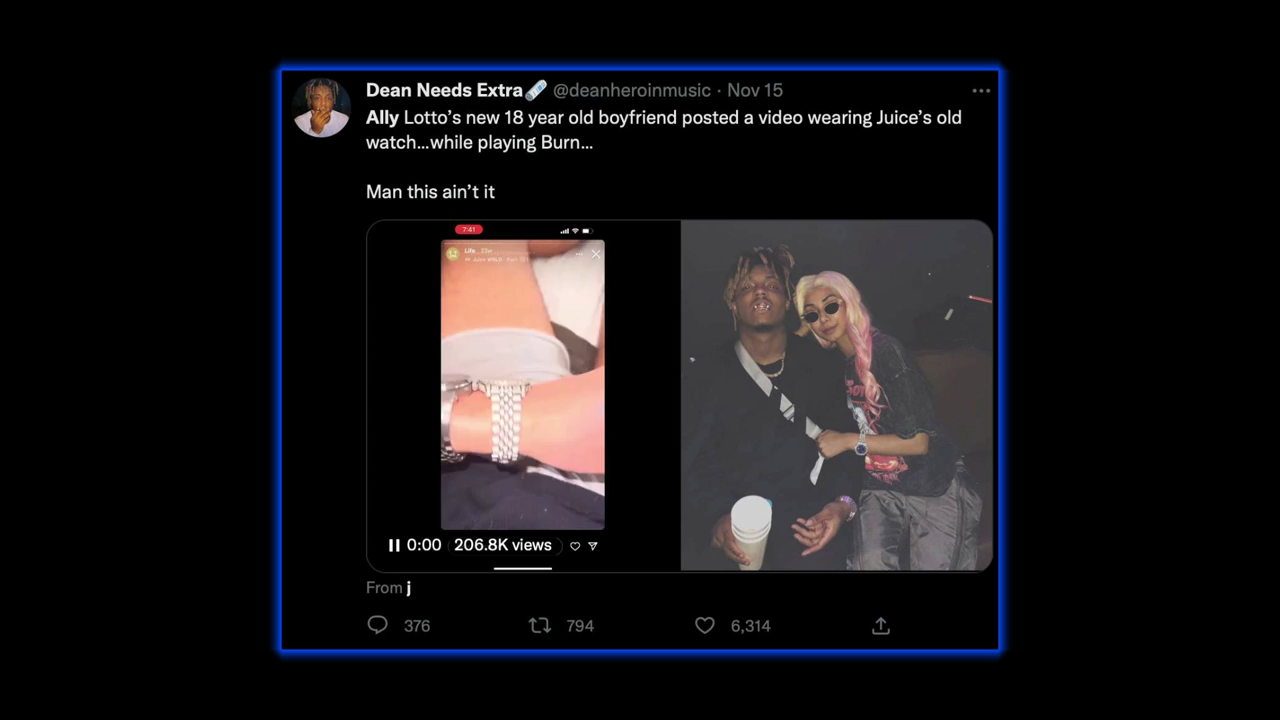 Dean Needs Extra🩹 @deanheroinmusic · Nov 15
Ally Lotto’s new 18 year old boyfriend posted a video wearing Juice’s old
watch...while playing Burn...
Man this ain’t it
7:41
0:00 206.8K views
From j
376 794 6,314